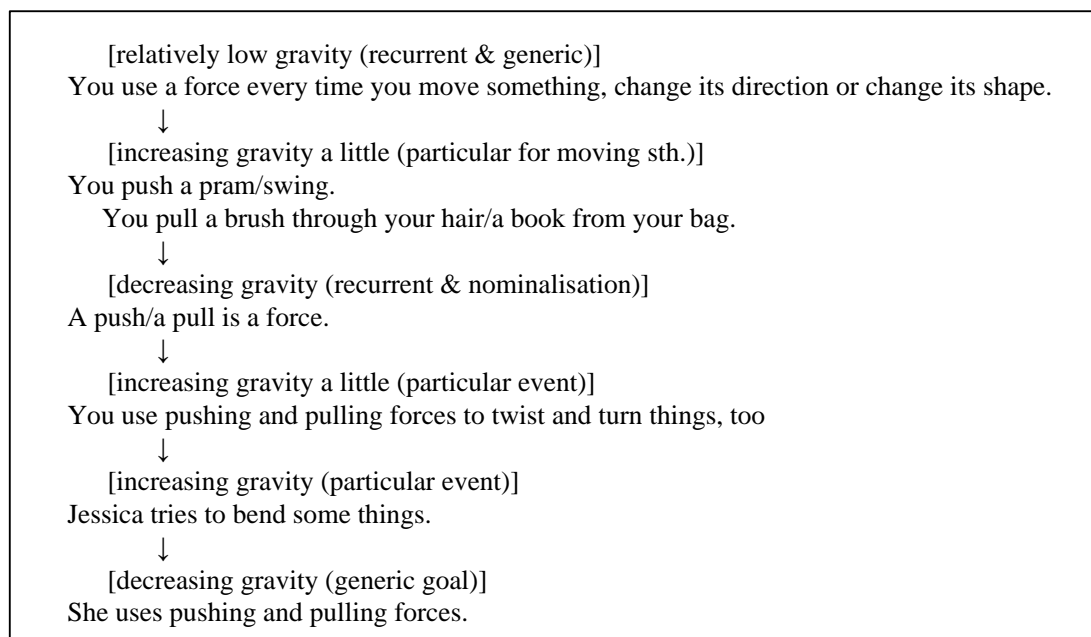 [relatively low gravity (recurrent & generic)]
You use a force every time you move something, change its direction or change its shape.
↓
[increasing gravity a little (particular for moving sth.)]
You push a pram/swing.
You pull a brush through your hair/a book from your bag.
↓
[decreasing gravity (recurrent & nominalisation)]
A push/a pull is a force.
↓
[increasing gravity a little (particular event)]
You use pushing and pulling forces to twist and turn things, too
↓
[increasing gravity (particular event)]
Jessica tries to bend some things.
↓
[decreasing gravity (generic goal)]
She uses pushing and pulling forces.